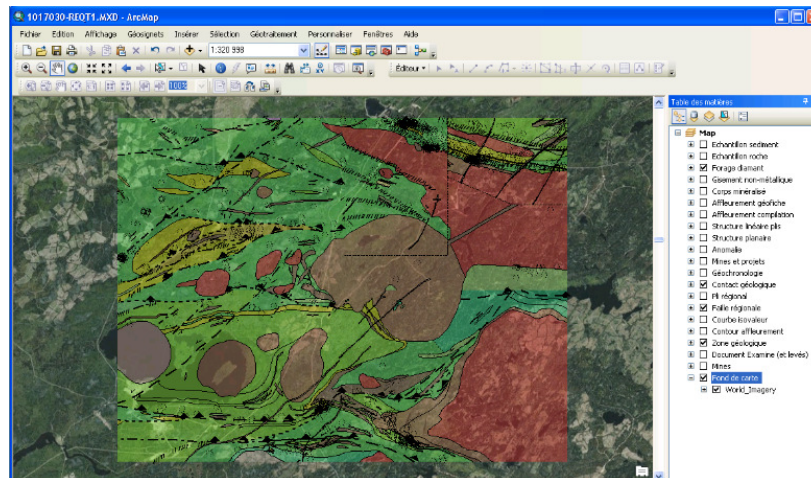 1017030-REQT1.MXD - ArcMap
Fichier Edition Affichage Géosignets Insérer Sélection Géotraitement Personnaliser Fenêtres Aide
1:320 998
Éditeur
100%
Table des matières
Map
Echantillon sediment
Echantillon roche
Forage diamant
Gisement non-métallique
Corps minéralisé
Affleurement géofiche
Affleurement compilation
Structure linéaire plis
Structure planaire
Anomalie
Mines et projets
Géochronologie
Contact géologique
Pli régional
Faille régionale
Courbe isovaleur
Contour affleurement
Zone géologique
Document Examine (et levés)
Mines
Fond de carte
World_Imagery